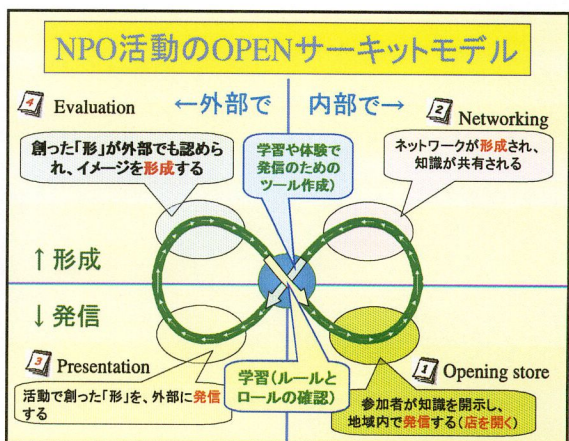 NPO活動のOPENサーキットモデル
4 Evaluation
←外部で
内部で→
2 Networking
創った「形」が外部でも認めら
れ、イメージを形成する
学習や体験で
発信のための
ツール作成)
ネットワークが形成され、
知識が共有される
↑形成
↓発信
3 Presentation
活動で創った「形」を、外部に発信
する
学習(ルールと
ロールの確認)
1 Opening store
参加者が知識を開示し、
地域内で発信する(店を開く)